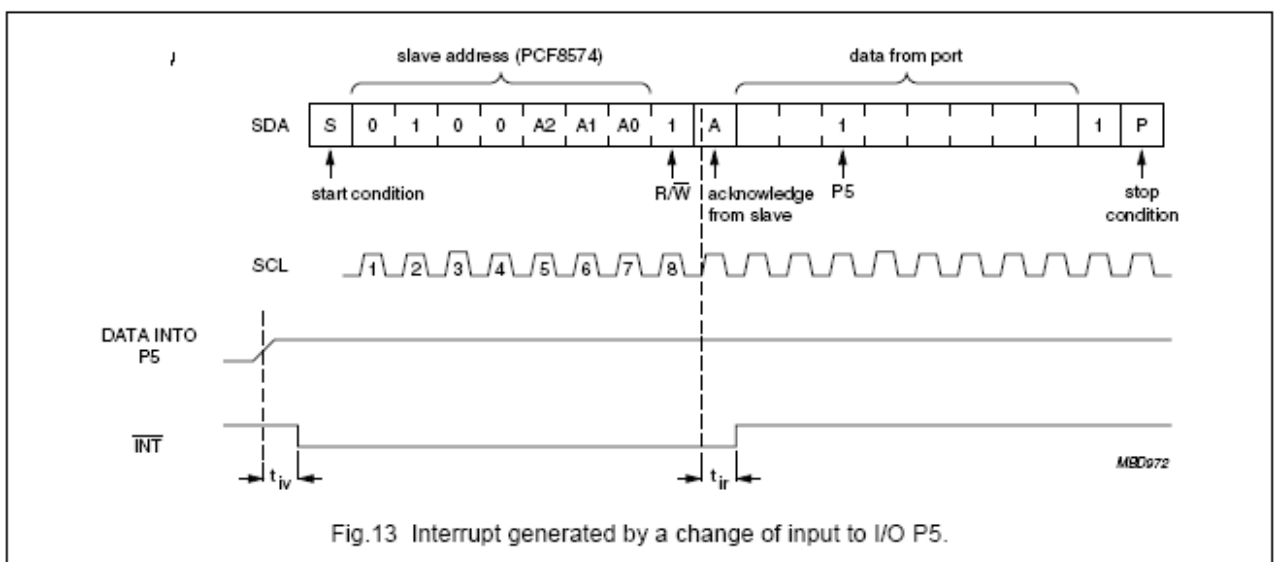 slave address (PCF8574) data from port
SDA S 0 1 0 0 A2 A1 A0 1 A 1 1 P
start condition R/W acknowledge from slave P5 stop condition
SCL 1 2 3 4 5 6 7 8
DATA INTO P5
INT
tiv tir
MBD972
Fig.13 Interrupt generated by a change of input to I/O P5.